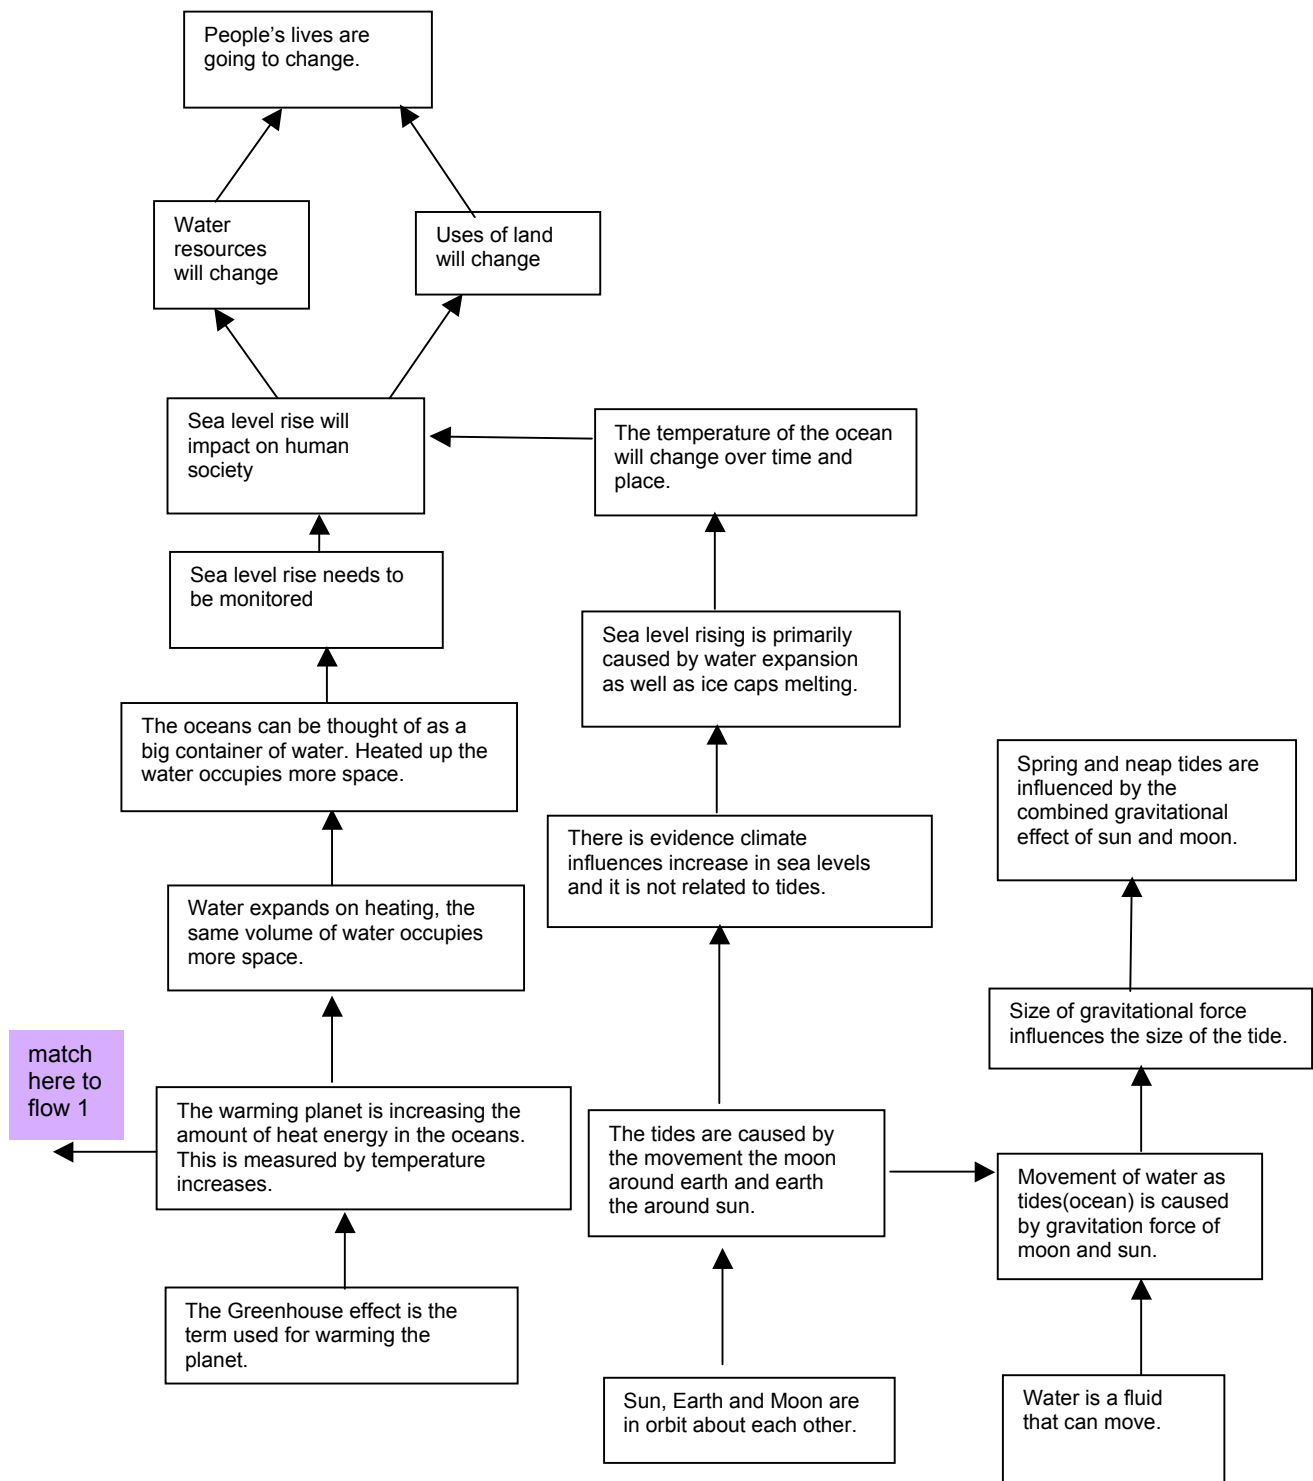 People’s lives are
going to change.
Water
resources
will change
Uses of land
will change
Sea level rise will
impact on human
society
The temperature of the ocean
will change over time and
place.
Sea level rise needs to
be monitored
Sea level rising is primarily
caused by water expansion
as well as ice caps melting.
The oceans can be thought of as a
big container of water. Heated up the
water occupies more space.
Spring and neap tides are
influenced by the
combined gravitational
effect of sun and moon.
There is evidence climate
influences increase in sea levels
and it is not related to tides.
Water expands on heating, the
same volume of water occupies
more space.
Size of gravitational force
influences the size of the tide.
match
here to
flow 1
The warming planet is increasing the
amount of heat energy in the oceans.
This is measured by temperature
increases.
The tides are caused by
the movement the moon
around earth and earth
the around sun.
Movement of water as
tides(ocean) is caused
by gravitation force of
moon and sun.
The Greenhouse effect is the
term used for warming the
planet.
Sun, Earth and Moon are
in orbit about each other.
Water is a fluid
that can move.